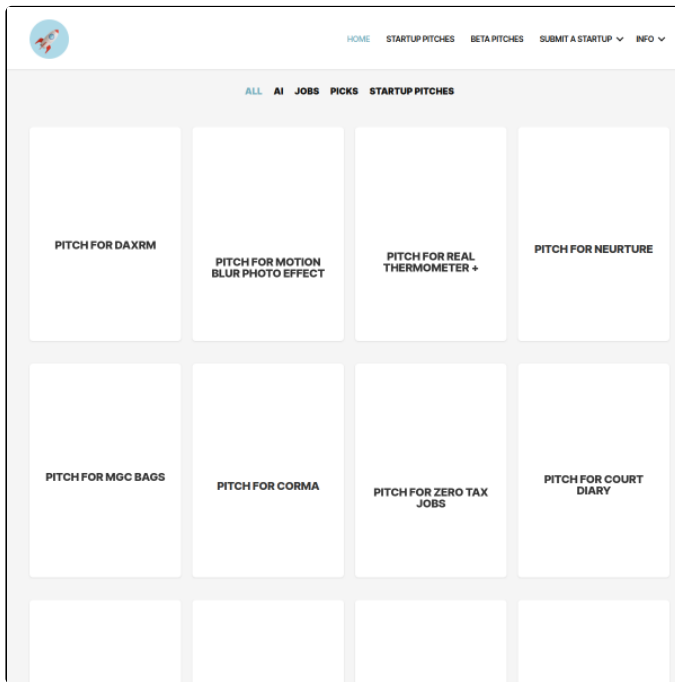 HOME STARTUP PITCHES BETA PITCHES SUBMIT A STARTUP INFO
ALL AI JOBS PICKS STARTUP PITCHES
PITCH FOR DAXRM
PITCH FOR MOTION
BLUR PHOTO EFFECT
PITCH FOR REAL
THERMOMETER +
PITCH FOR NEURTURE
PITCH FOR MGC BAGS
PITCH FOR CORMA
PITCH FOR ZERO TAX
JOBS
PITCH FOR COURT
DIARY